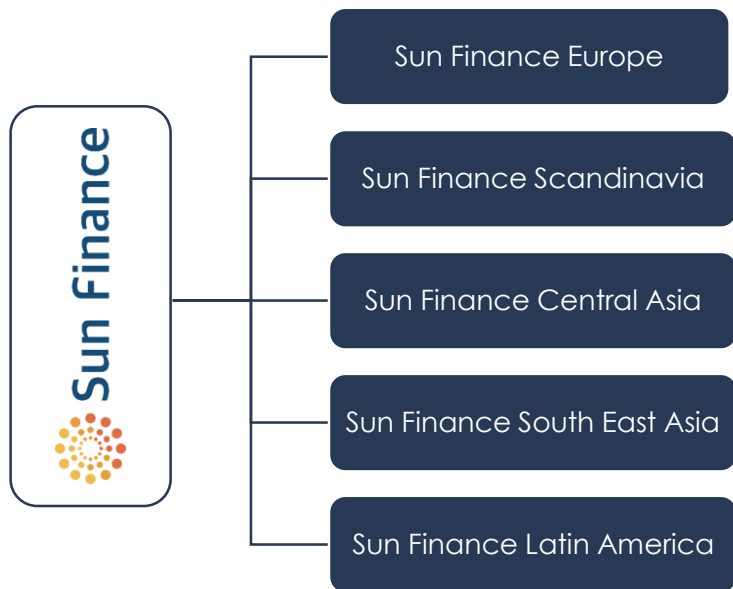 Sun Finance
Sun Finance Europe
Sun Finance Scandinavia
Sun Finance Central Asia
Sun Finance South East Asia
Sun Finance Latin America